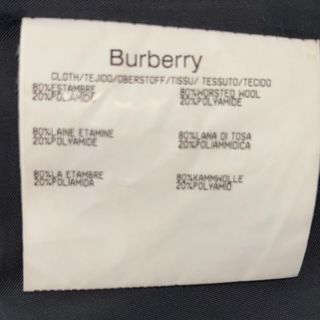 Burberry
CLOTH/TEJIDO/OBERSTOFF/TISSU/ TESSUTO/TECIDO
80%ESTAMBRE
20%POLAMIDE
80%WORSTED WOOL
20%POLYAMIDE
80%LAINE ETAMINE
20%POLYAMIDE
80%LANA DI TOSA
20%POLIAMMIDICA
80%LA ETAMBRE
20%POLIAMIDA
80%KAMMWOLLE
20%POLYAMID